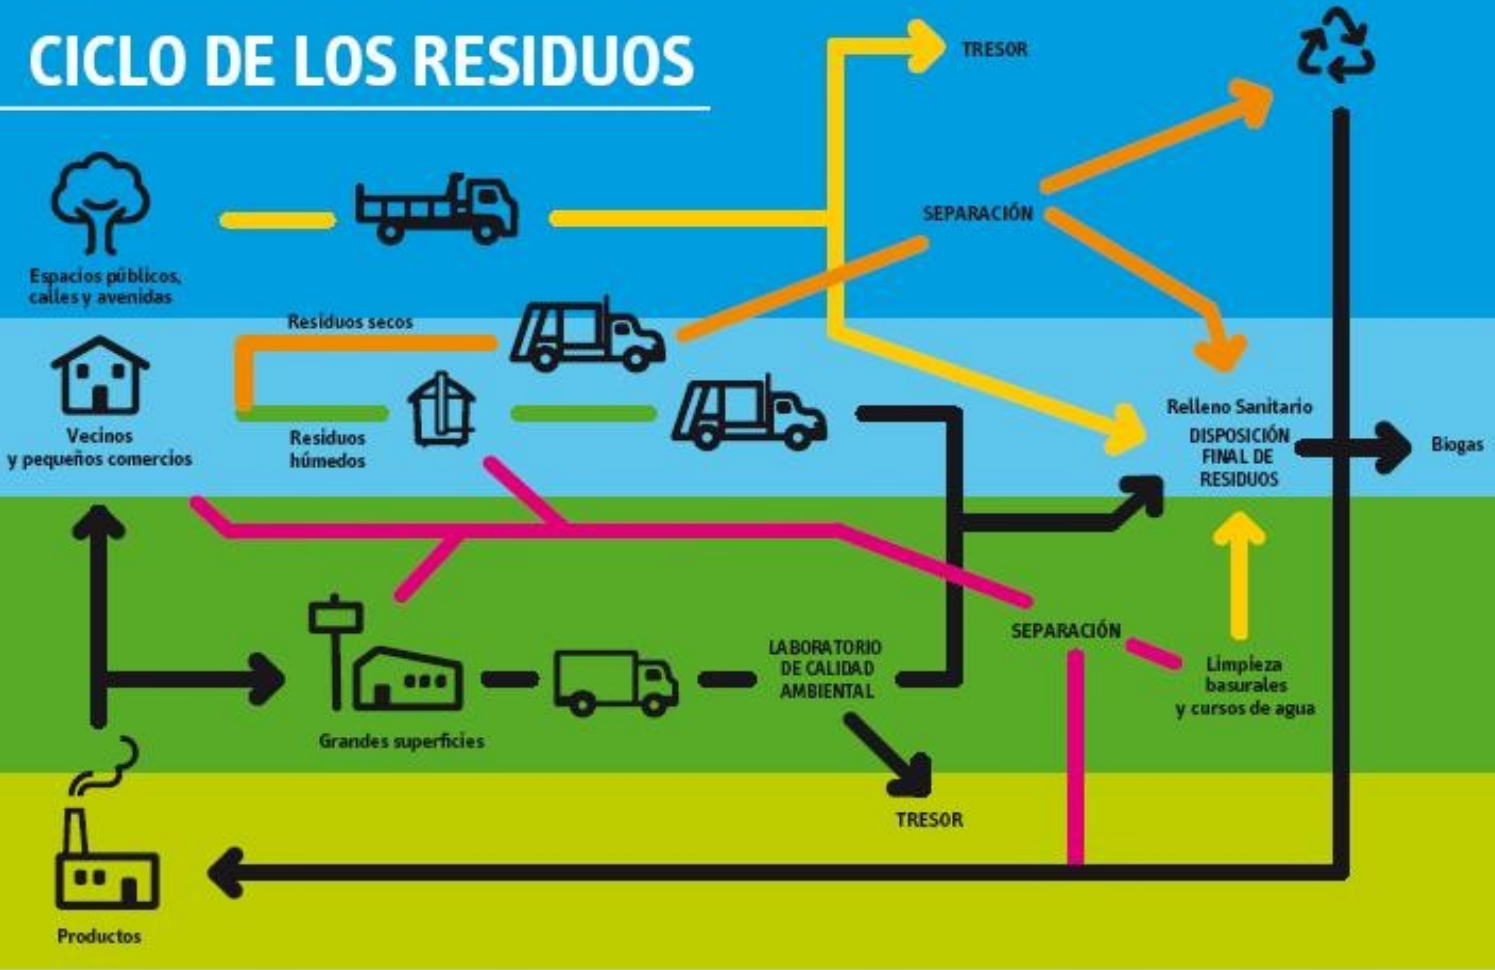 CICLO DE LOS RESIDUOS
TRESOR
SEPARACIÓN
Espacios públicos,
calles y avenidas
Residuos secos
Vecinos
y pequeños comercios
Residuos
húmedos
Relleno Sanitario
DISPOSICIÓN
FINAL DE
RESIDUOS
Biogas
LABORATORIO
DE CALIDAD
AMBIENTAL
SEPARACIÓN
Limpieza
basurales
y cursos de agua
Grandes superficies
TRESOR
Productos